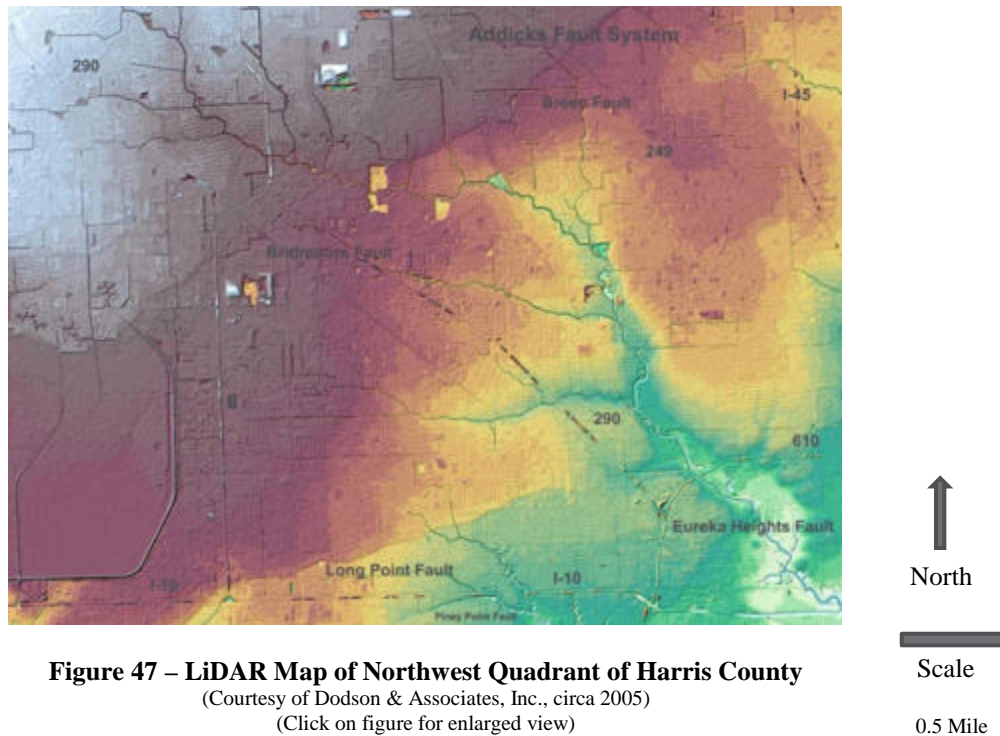 Addicks Fault System
290
I-45
Breen Fault
249
Bridmoore Fault
8
290
610
Eureka Heights Fault
Long Point Fault
I-10
I-10
Piney Point Fault
North
Scale
0.5 Mile
Figure 47 – LiDAR Map of Northwest Quadrant of Harris County
(Courtesy of Dodson & Associates, Inc., circa 2005)
(Click on figure for enlarged view)